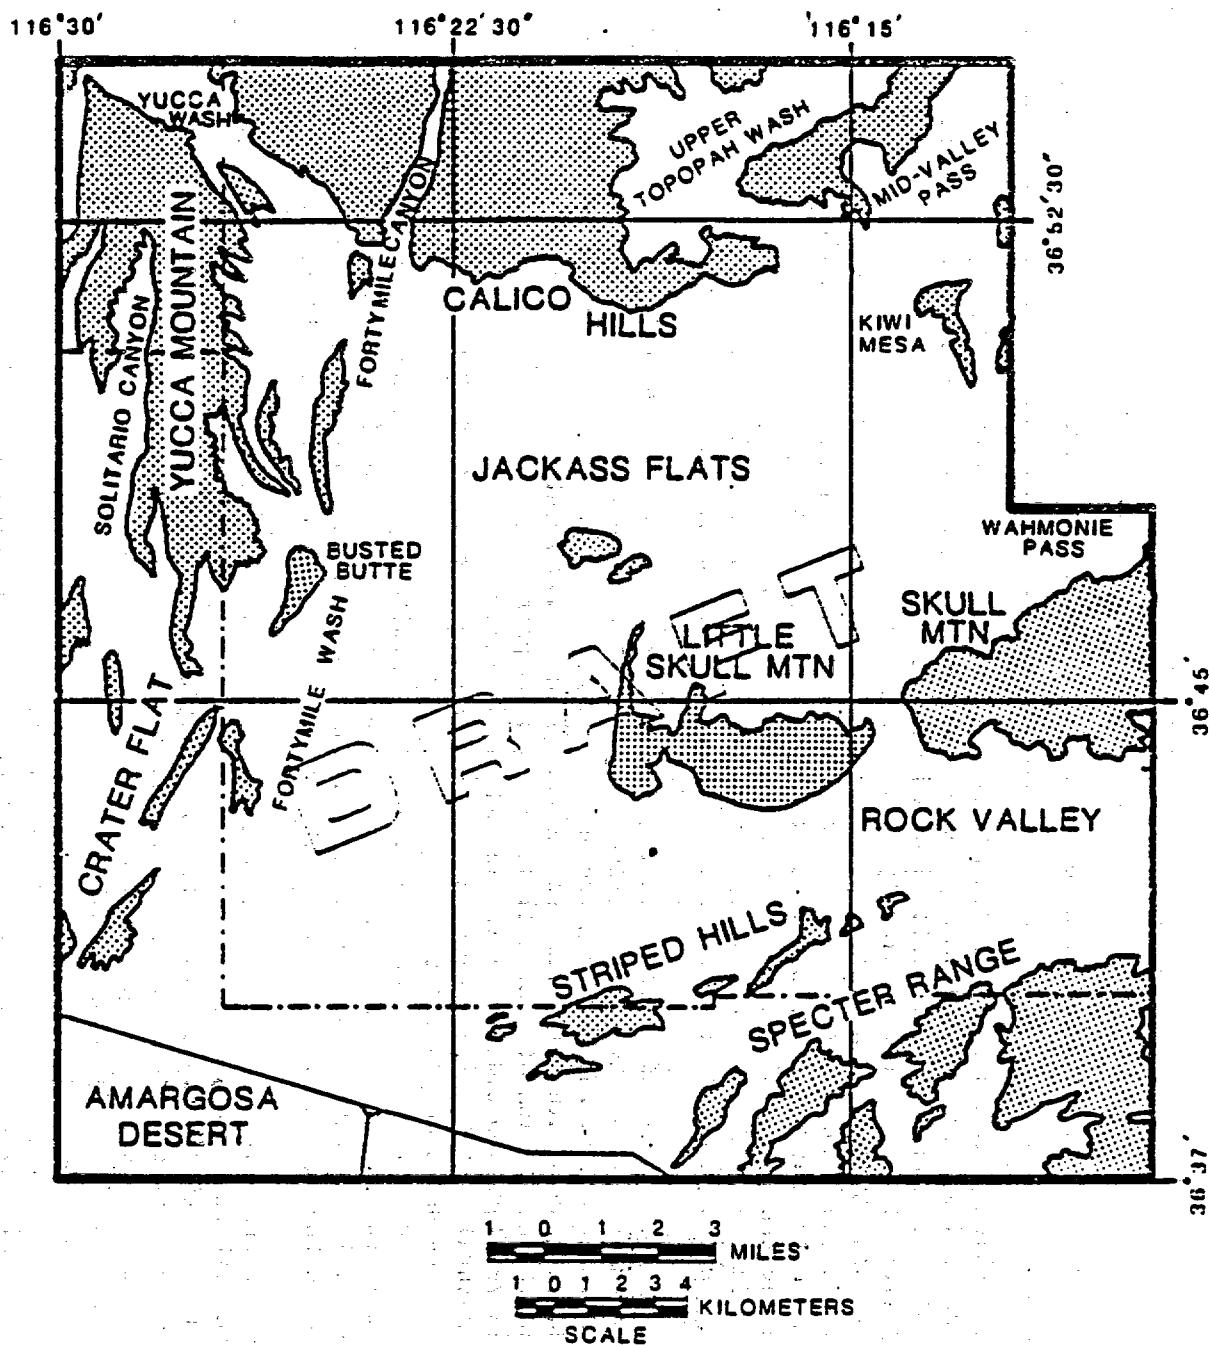 116°30'
116°22'30"
116°15'
YUCCA
WASH
UPPER
TOPOPAH WASH
MID-VALLEY
PASS
36°52'30"
FORTYMILE CANYON
YUCCA MOUNTAIN
SOLITARIO CANYON
CALICO
HILLS
KIWI
MESA
JACKASS FLATS
WAHMONIE
PASS
BUSTED
BUTTE
FORTYMILE WASH
SKULL
MTN
LITTLE
SKULL MTN
36°45'
CRATER FLAT
ROCK VALLEY
STRIPED HILLS
SPECTER RANGE
AMARGOSA
DESERT
36°37'
1 0 1 2 3
MILES
1 0 1 2 3 4
KILOMETERS
SCALE